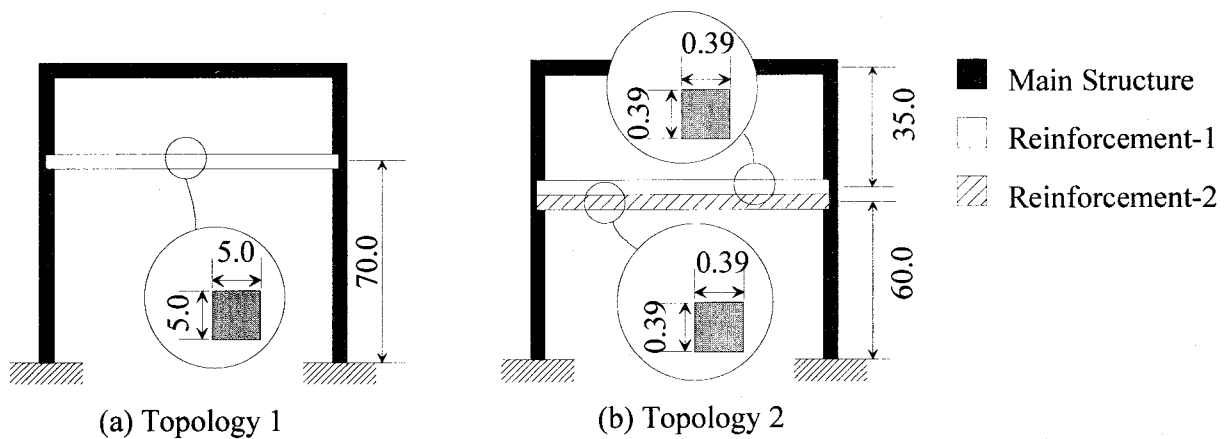 5.0
5.0
70.0
(a) Topology 1
0.39
0.39
0.39
0.39
35.0
60.0
(b) Topology 2
Main Structure
Reinforcement-1
Reinforcement-2